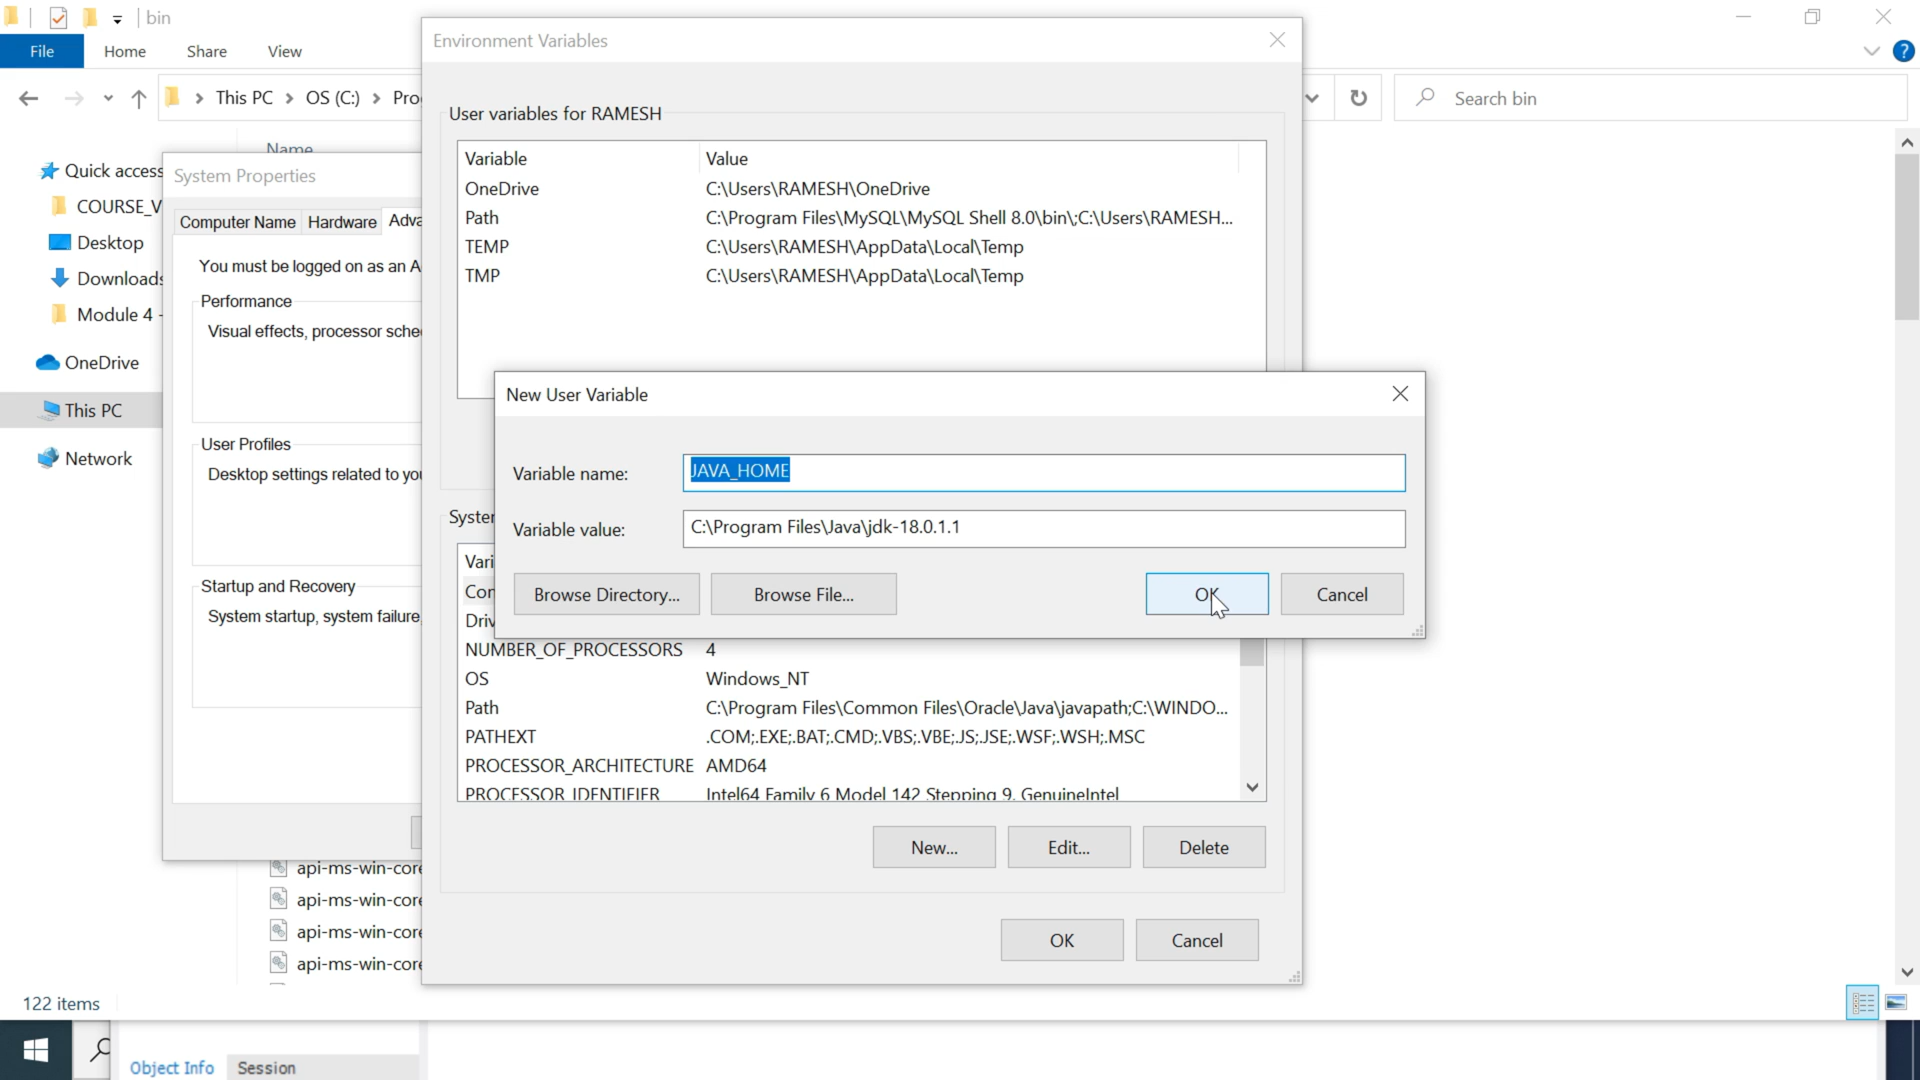 bin
File Home Share View
This PC OS (C:) Pro
Search bin
Name
Quick access
COURSE_V
Desktop
Downloads
Module 4 -
OneDrive
This PC
Network
System Properties
Computer Name Hardware Adva
You must be logged on as an A
Performance
Visual effects, processor sche
User Profiles
Desktop settings related to you
Startup and Recovery
System startup, system failure,
api-ms-win-core
api-ms-win-core
api-ms-win-core
api-ms-win-core
Environment Variables
User variables for RAMESH
Variable Value
OneDrive C:\Users\RAMESH\OneDrive
Path C:\Program Files\MySQL\MySQL Shell 8.0\bin\;C:\Users\RAMESH...
TEMP C:\Users\RAMESH\AppData\Local\Temp
TMP C:\Users\RAMESH\AppData\Local\Temp
New User Variable
Variable name: JAVA_HOME
Variable value: C:\Program Files\Java\jdk-18.0.1.1
Browse Directory... Browse File... OK Cancel
System
Vari
Con
Driv
NUMBER_OF_PROCESSORS 4
OS Windows_NT
Path C:\Program Files\Common Files\Oracle\Java\javapath;C:\WINDO...
PATHEXT .COM;.EXE;.BAT;.CMD;.VBS;.VBE;.JS;.JSE;.WSF;.WSH;.MSC
PROCESSOR_ARCHITECTURE AMD64
PROCESSOR_IDENTIFIER Intel64 Family 6 Model 142 Stepping 9, GenuineIntel
New... Edit... Delete
OK Cancel
122 items
Object Info Session